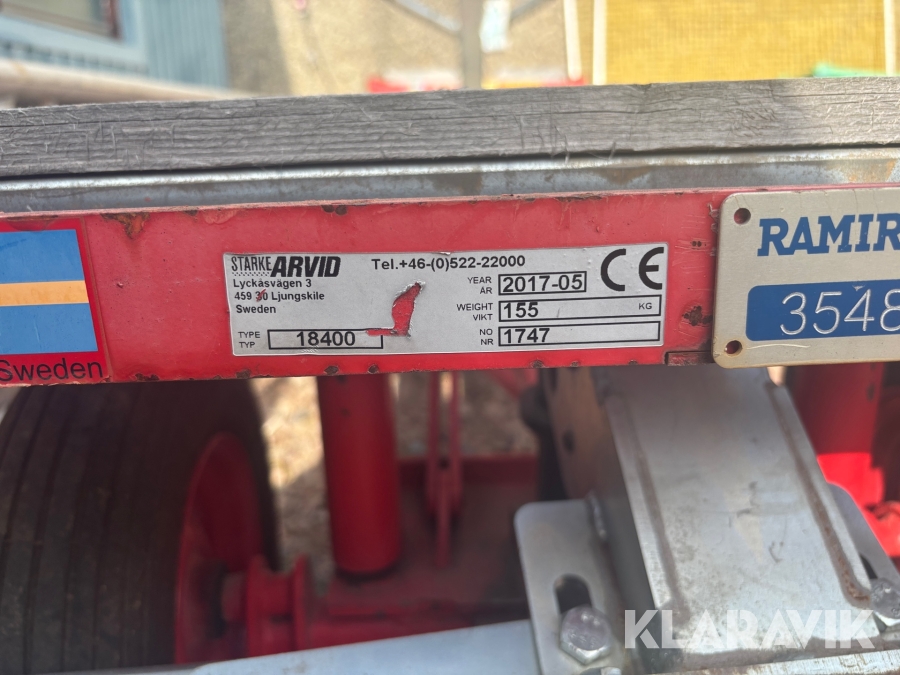 STARKE ARVID
Lyckåsvägen 3
459 30 Ljungskile
Sweden
TYPE
TYP
18400
Tel.+46-(0)522-22000
YEAR
ÅR
2017-05
CE
WEIGHT
VIKT
155 KG
NO
NR
1747
Sweden
RAMIR
3548
KLARAVIK